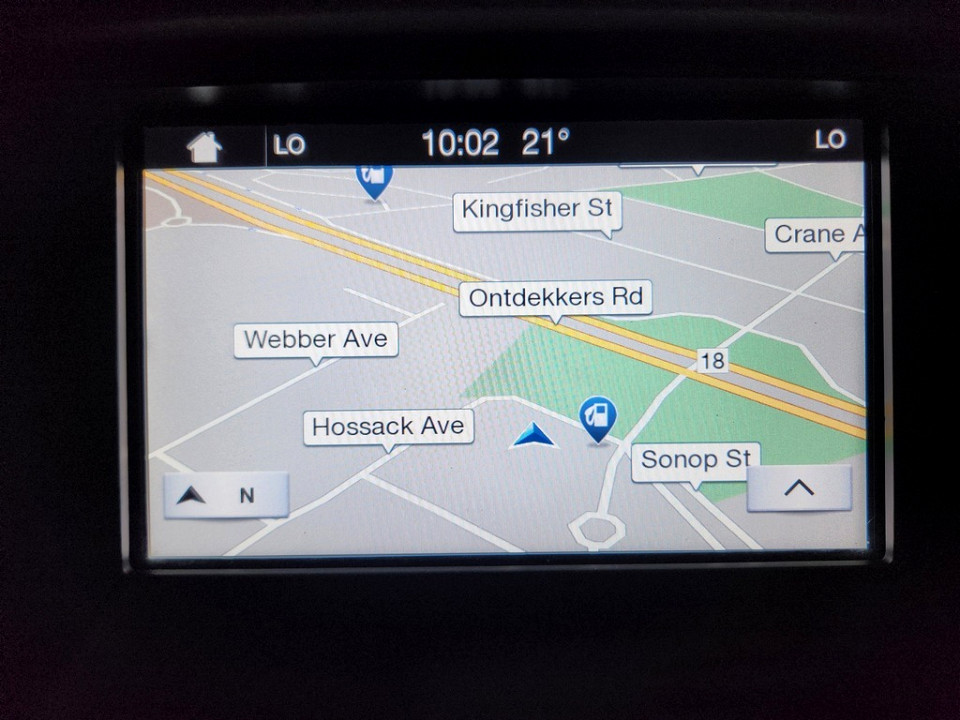 LO 10:02 21° LO
Kingfisher St
Crane A
Ontdekkers Rd
Webber Ave
18
Hossack Ave
Sonop St
N